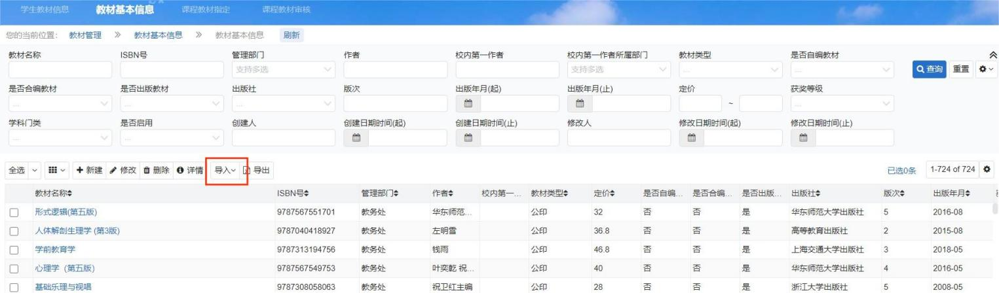 学生教材信息 教材基本信息 课程教材指定 课程教材审核
您的当前位置： 教材管理 » 教材基本信息 » 教材基本信息 刷新
教材名称 ISBN号 管理部门 作者 校内第一作者 校内第一作者所属部门 教材类型 是否自编教材
支持多选 支持多选 ... ... 查询 重置
是否合编教材 是否出版教材 出版社 版次 出版年月(起) 出版年月(止) 定价 获奖等级
... ... ... ~ ...
学科门类 是否启用 创建人 创建日期时间(起) 创建日期时间(止) 修改人 修改日期时间(起) 修改日期时间(止)
... ...
全选 新建 修改 删除 详情 导入 导出 已选0条 1-724 of 724
教材名称 ISBN号 管理部门 作者 校内第一... 教材类型 定价 是否自编... 是否合编... 是否出版... 出版社 版次 出版年月
形式逻辑(第五版) 9787567551701 教务处 华东师范... 公印 32 否 否 是 华东师范大学出版社 5 2016-08
人体解剖生理学 (第3版) 9787040418927 教务处 左明雪 公印 36.8 否 否 是 高等教育出版社 2 2015-08
学前教育学 9787313194756 教务处 钱雨 公印 46.8 否 否 是 上海交通大学出版社 3 2018-05
心理学（第五版) 9787567549753 教务处 叶奕乾 祝... 公印 40 否 否 是 华东师范大学出版社 4 2016-05
基础乐理与视唱 9787308058063 教务处 祝卫红主编 公印 28 否 否 是 浙江大学出版社 5 2008-05